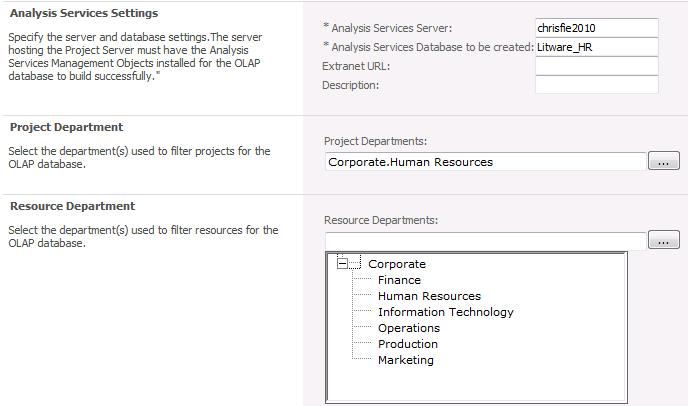 Analysis Services Settings
Specify the server and database settings.The server
hosting the Project Server must have the Analysis
Services Management Objects installed for the OLAP
database to build successfully."
* Analysis Services Server: chrisfie2010
* Analysis Services Database to be created: Litware_HR
Extranet URL:
Description:
Project Department
Select the department(s) used to filter projects for the
OLAP database.
Project Departments:
Corporate.Human Resources ...
Resource Department
Select the department(s) used to filter resources for the
OLAP database.
Resource Departments:
...
Corporate
Finance
Human Resources
Information Technology
Operations
Production
Marketing